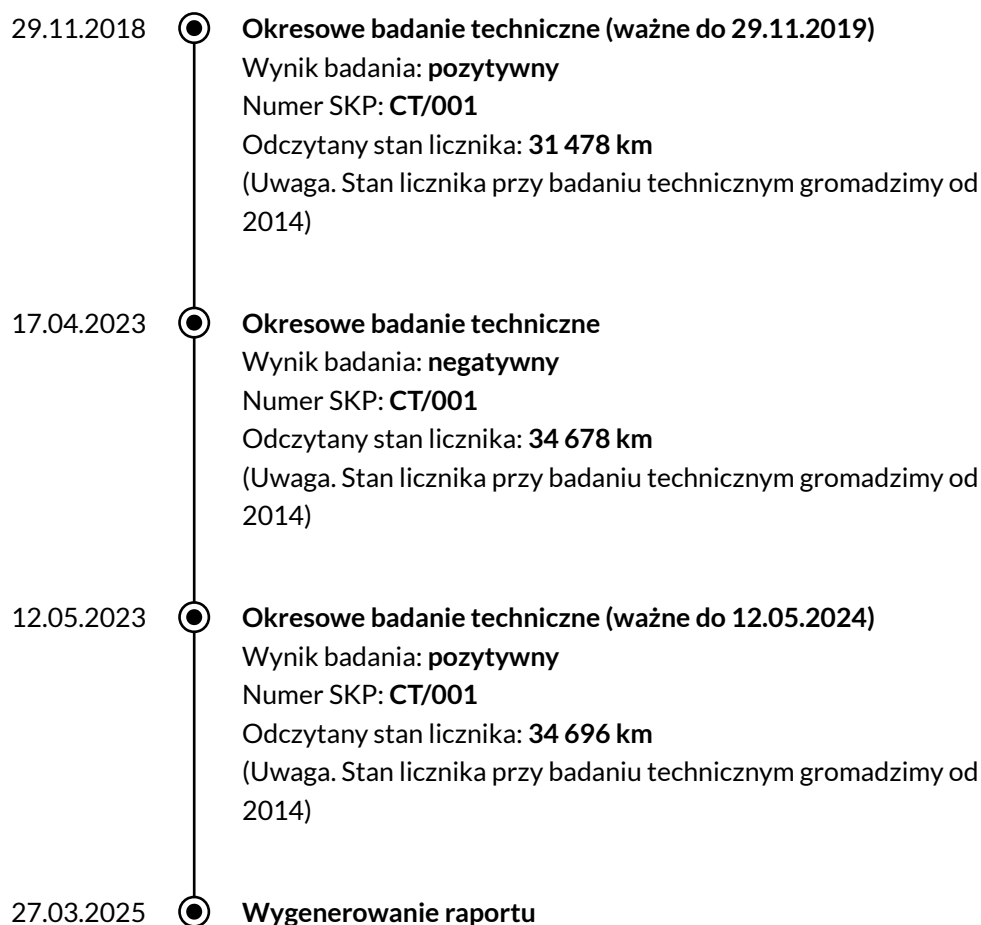 29.11.2018 Okresowe badanie techniczne (ważne do 29.11.2019)
Wynik badania: pozytywny
Numer SKP: CT/001
Odczytany stan licznika: 31 478 km
(Uwaga. Stan licznika przy badaniu technicznym gromadzimy od
2014)
17.04.2023 Okresowe badanie techniczne
Wynik badania: negatywny
Numer SKP: CT/001
Odczytany stan licznika: 34 678 km
(Uwaga. Stan licznika przy badaniu technicznym gromadzimy od
2014)
12.05.2023 Okresowe badanie techniczne (ważne do 12.05.2024)
Wynik badania: pozytywny
Numer SKP: CT/001
Odczytany stan licznika: 34 696 km
(Uwaga. Stan licznika przy badaniu technicznym gromadzimy od
2014)
27.03.2025 Wygenerowanie raportu